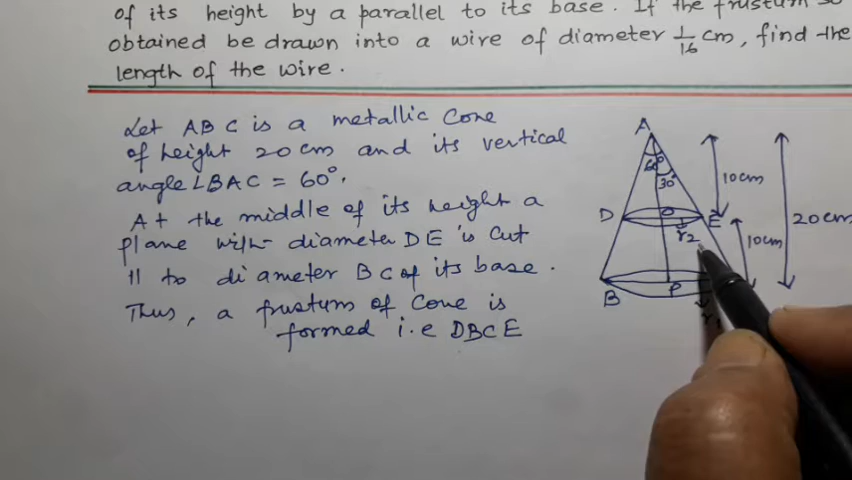 of its height by a parallel to its base. If the frustum so
obtained be drawn into a wire of diameter 1/16 cm, find the
length of the wire.
Let ABC is a metallic Cone
of height 20cm and its vertical
angle ∠BAC = 60°.
At the middle of its height a
plane with diameter DE is cut
|| to diameter BC of its base.
Thus, a frustum of Cone is
formed i.e DBCE
A
60°
30°
10cm
D
O
E
r2
10cm
20cm
B
P
r1